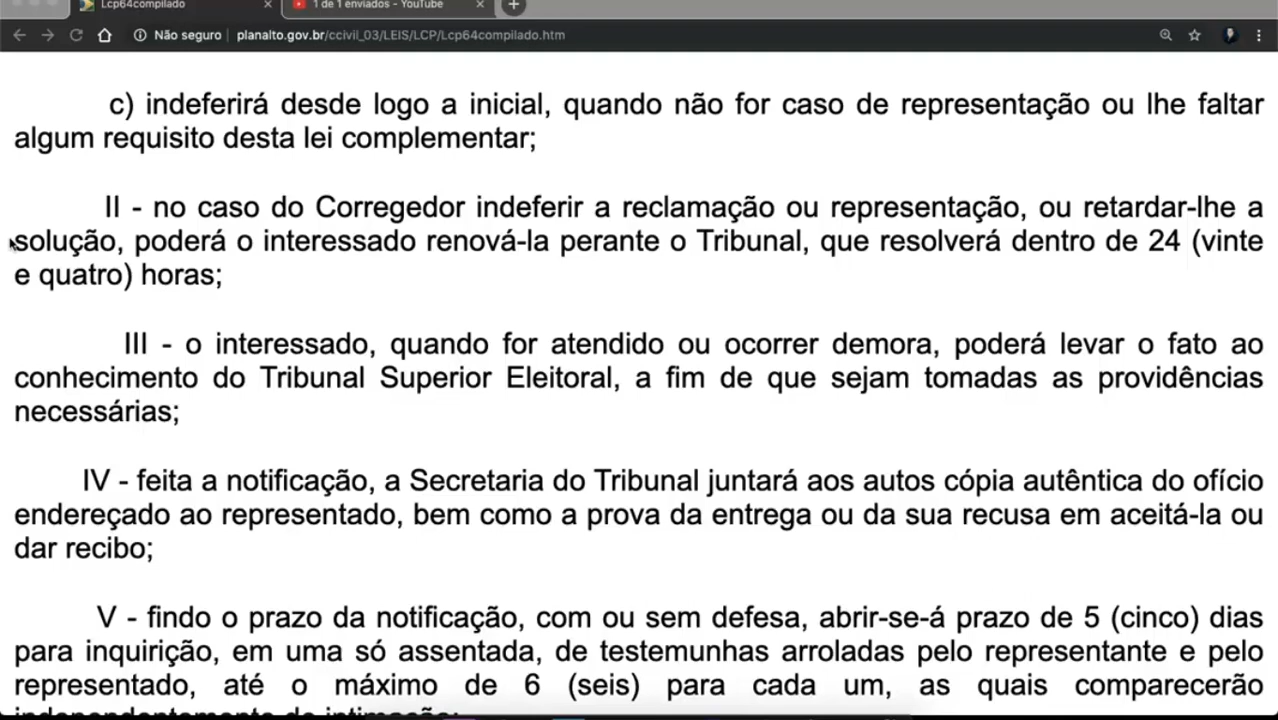 Lcp64compilado
1 de 1 enviados - YouTube
Não seguro | planalto.gov.br/ccivil_03/LEIS/LCP/Lcp64compilado.htm
c) indeferirá desde logo a inicial, quando não for caso de representação ou lhe faltar
algum requisito desta lei complementar;
II - no caso do Corregedor indeferir a reclamação ou representação, ou retardar-lhe a
solução, poderá o interessado renová-la perante o Tribunal, que resolverá dentro de 24 (vinte
e quatro) horas;
III - o interessado, quando for atendido ou ocorrer demora, poderá levar o fato ao
conhecimento do Tribunal Superior Eleitoral, a fim de que sejam tomadas as providências
necessárias;
IV - feita a notificação, a Secretaria do Tribunal juntará aos autos cópia autêntica do ofício
endereçado ao representado, bem como a prova da entrega ou da sua recusa em aceitá-la ou
dar recibo;
V - findo o prazo da notificação, com ou sem defesa, abrir-se-á prazo de 5 (cinco) dias
para inquirição, em uma só assentada, de testemunhas arroladas pelo representante e pelo
representado, até o máximo de 6 (seis) para cada um, as quais comparecerão
independentemente de intimação;